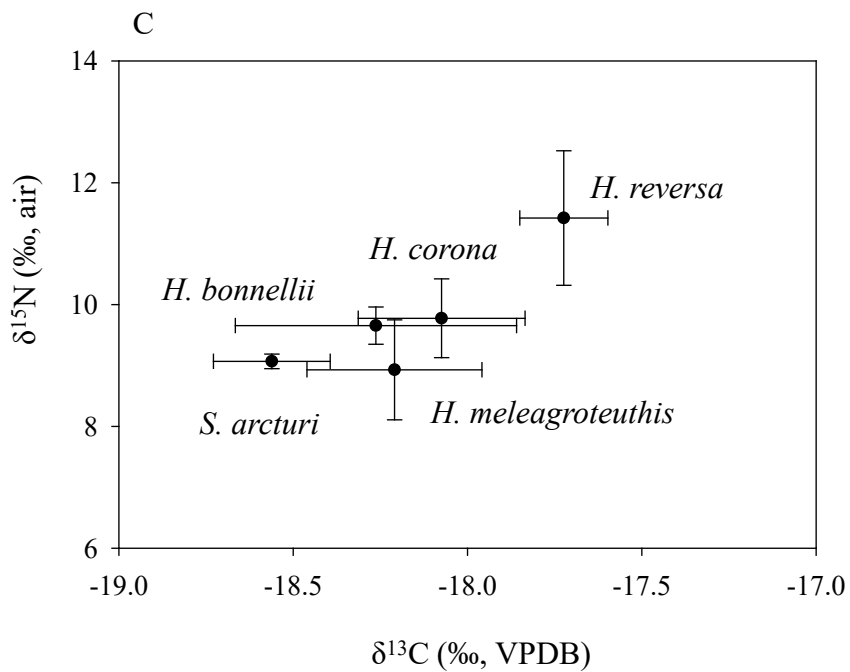 C
14
12
10
8
6
δ¹⁵N (‰, air)
H. reversa
H. corona
H. bonnellii
H. meleagroteuthis
S. arcturi
-19.0 -18.5 -18.0 -17.5 -17.0
δ¹³C (‰, VPDB)